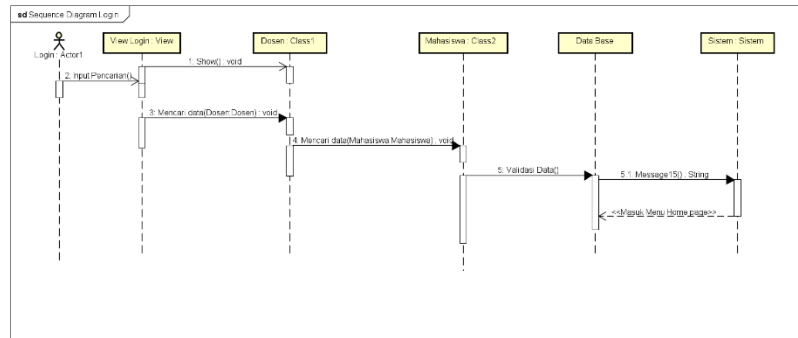 sd Sequence Diagram Login
Login : Actor1
View Login : View
Dosen : Class1
Mahasiswa : Class2
Data Base
Sistem : Sistem
1: Show() : void
2: Input Pencarian()
3: Mencari data(Dosen:Dosen) : void
4: Mencari data(Mahasiswa:Mahasiswa) : void
5: Validasi Data()
5.1: Message15() : String
<<Masuk Menu Home page>>